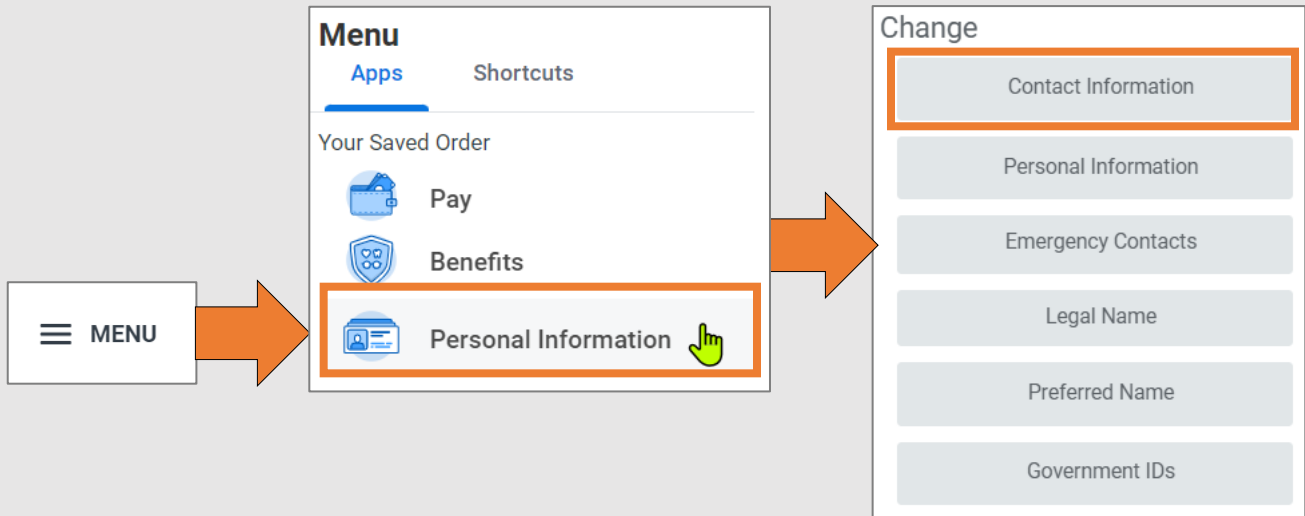 MENU
Menu
Apps Shortcuts
Your Saved Order
Pay
Benefits
Personal Information
Change
Contact Information
Personal Information
Emergency Contacts
Legal Name
Preferred Name
Government IDs